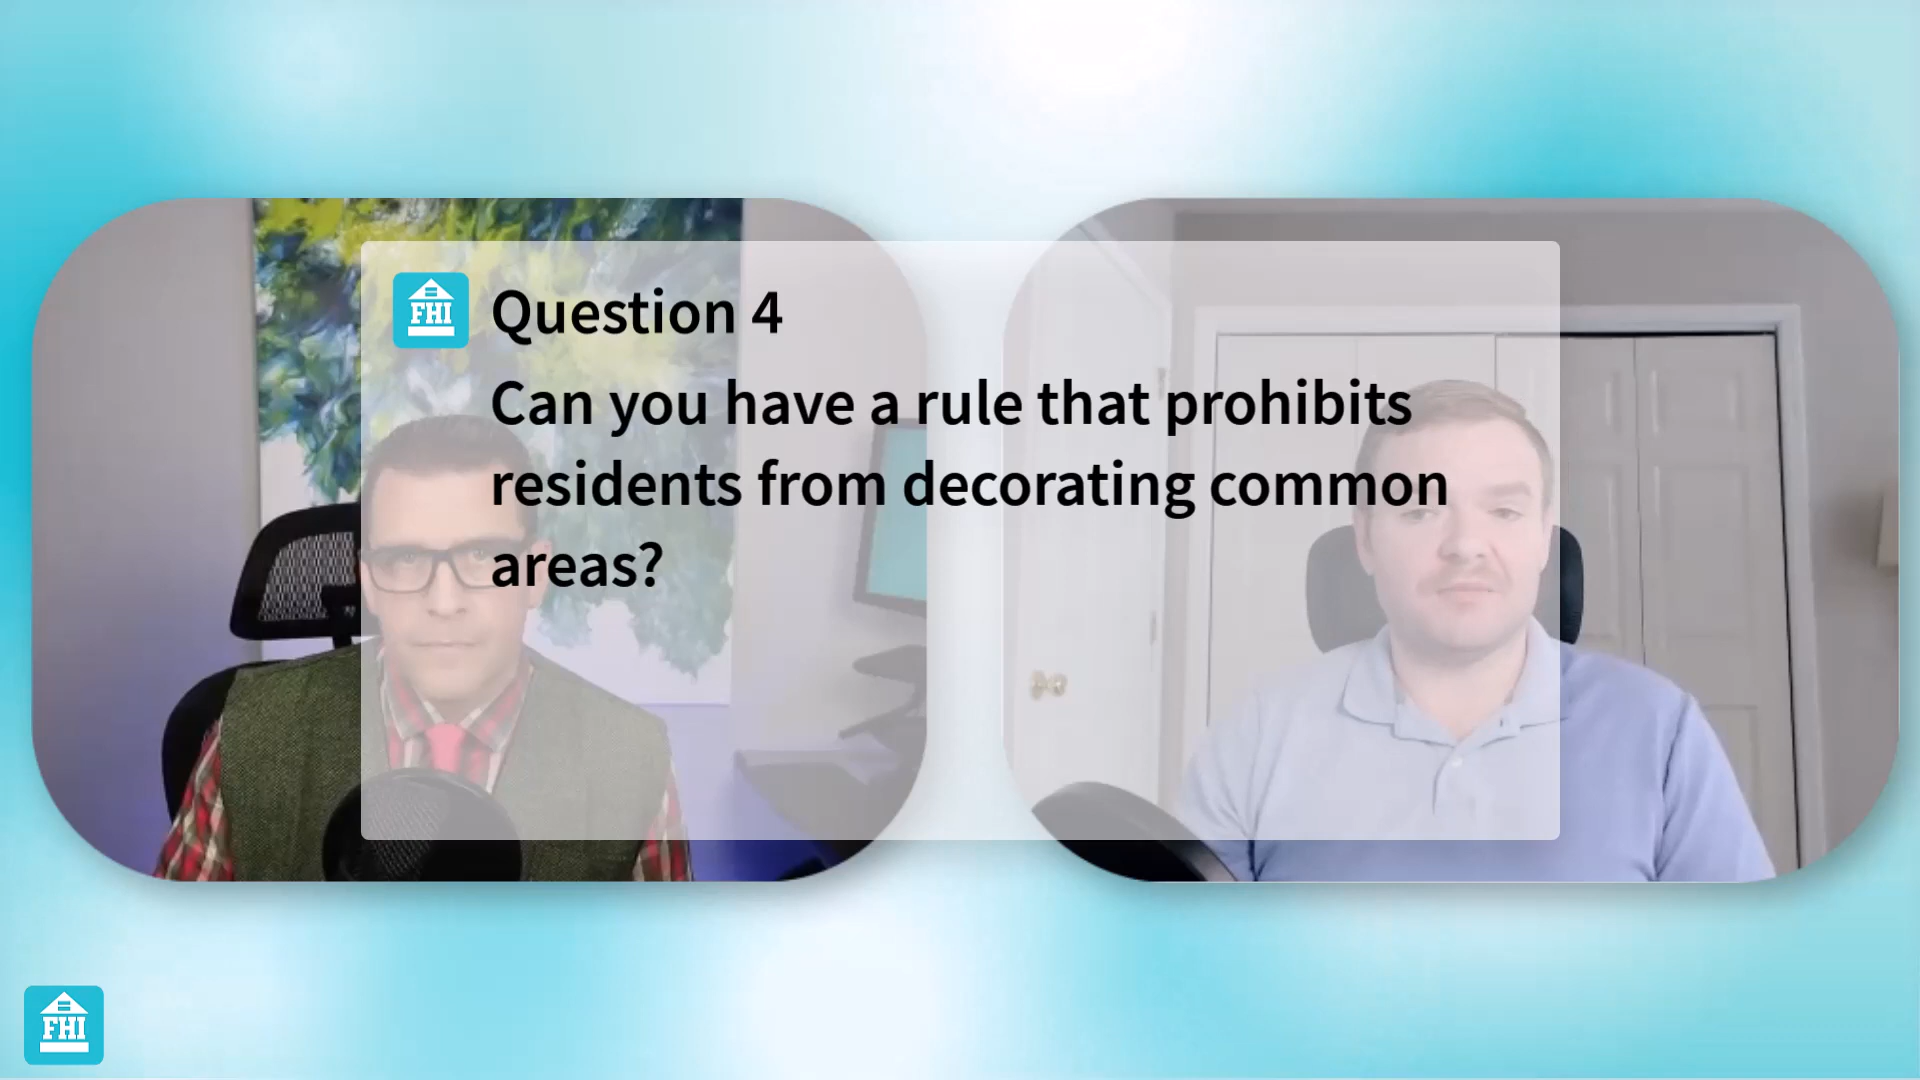 FHI
Question 4
Can you have a rule that prohibits
residents from decorating common
areas?
FHI